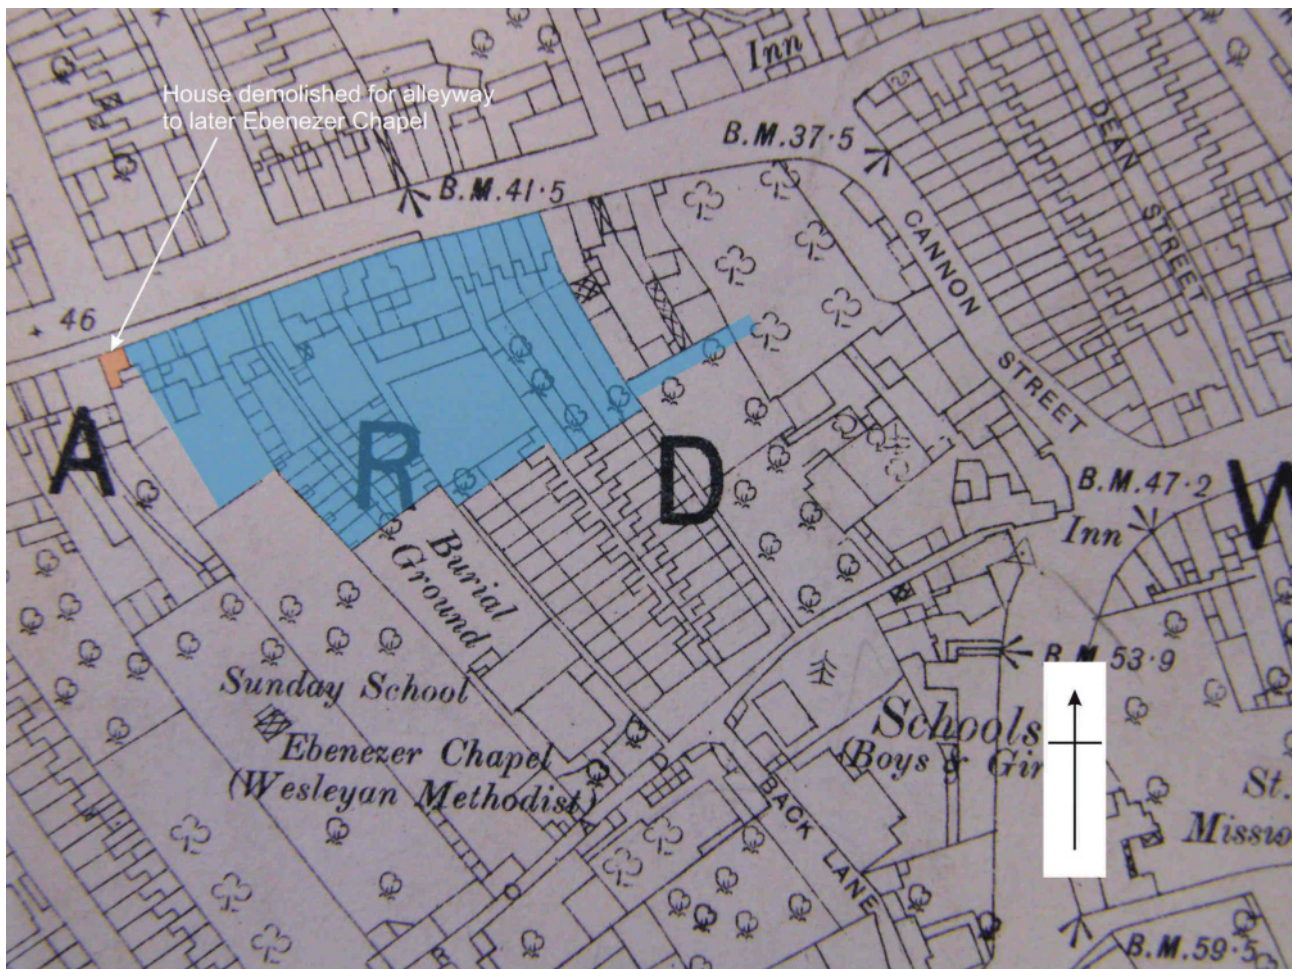 Inn
House demolished for alleyway
to later Ebenezer Chapel
B.M.37·5
DEAN
STREET
B.M.41·5
CANNON
STREET
46
A
R
D
W
B.M.47·2
Inn
Burial
Ground
B.M.53·9
Sunday School
Schools
(Boys & Gir
Ebenezer Chapel
(Wesleyan Methodist)
BACK LANE
St.
Missio
B.M.59·5